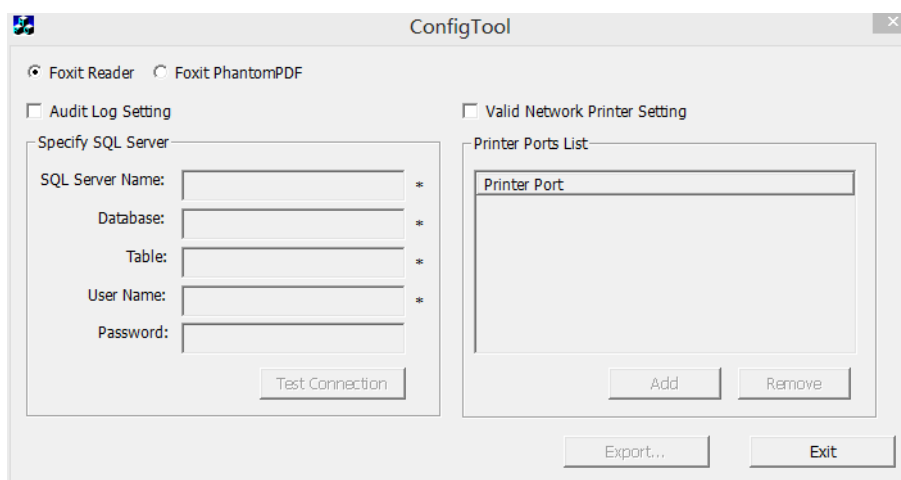 ConfigTool
Foxit Reader Foxit PhantomPDF
Audit Log Setting
Specify SQL Server
SQL Server Name: *
Database: *
Table: *
User Name: *
Password:
Test Connection
Valid Network Printer Setting
Printer Ports List
Printer Port
Add Remove
Export... Exit